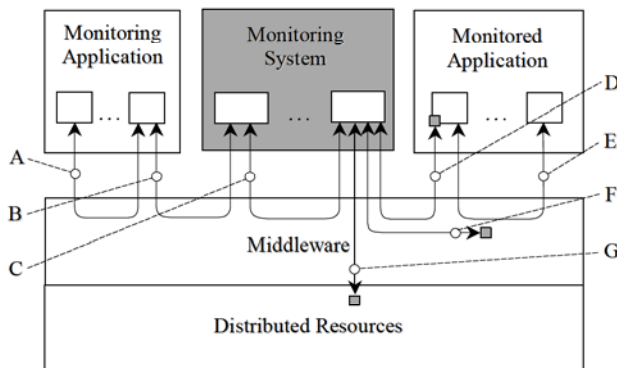 Monitoring
Application
Monitoring
System
Monitored
Application
... 
...
...
D
A
E
B
F
C
Middleware
G
Distributed Resources